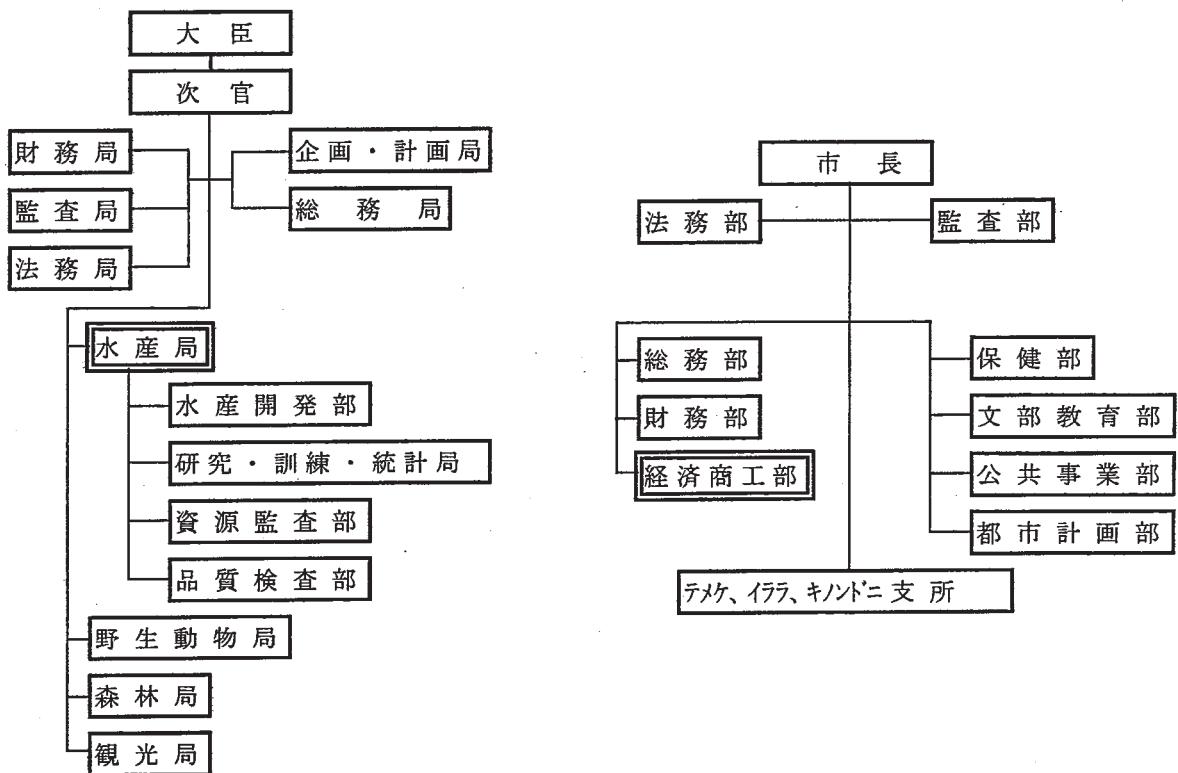 大臣
次官
財務局
監査局
法務局
企画・計画局
総務局
水産局
水産開発部
研究・訓練・統計局
資源監査部
品質検査部
野生動物局
森林局
観光局
市長
法務部
監査部
総務部
財務部
経済商工部
保健部
文部教育部
公共事業部
都市計画部
テメケ、イララ、キノンドニ支所